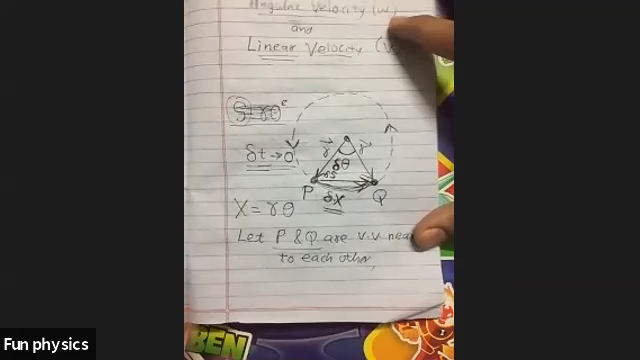 Angular Velocity (ω)
and
Linear Velocity (V)
S = rθ
δt → 0
r
r
δθ
δS
P
δX
Q
X = rθ
Let P & Q are V.V near
to each other,
BEN
Fun physics